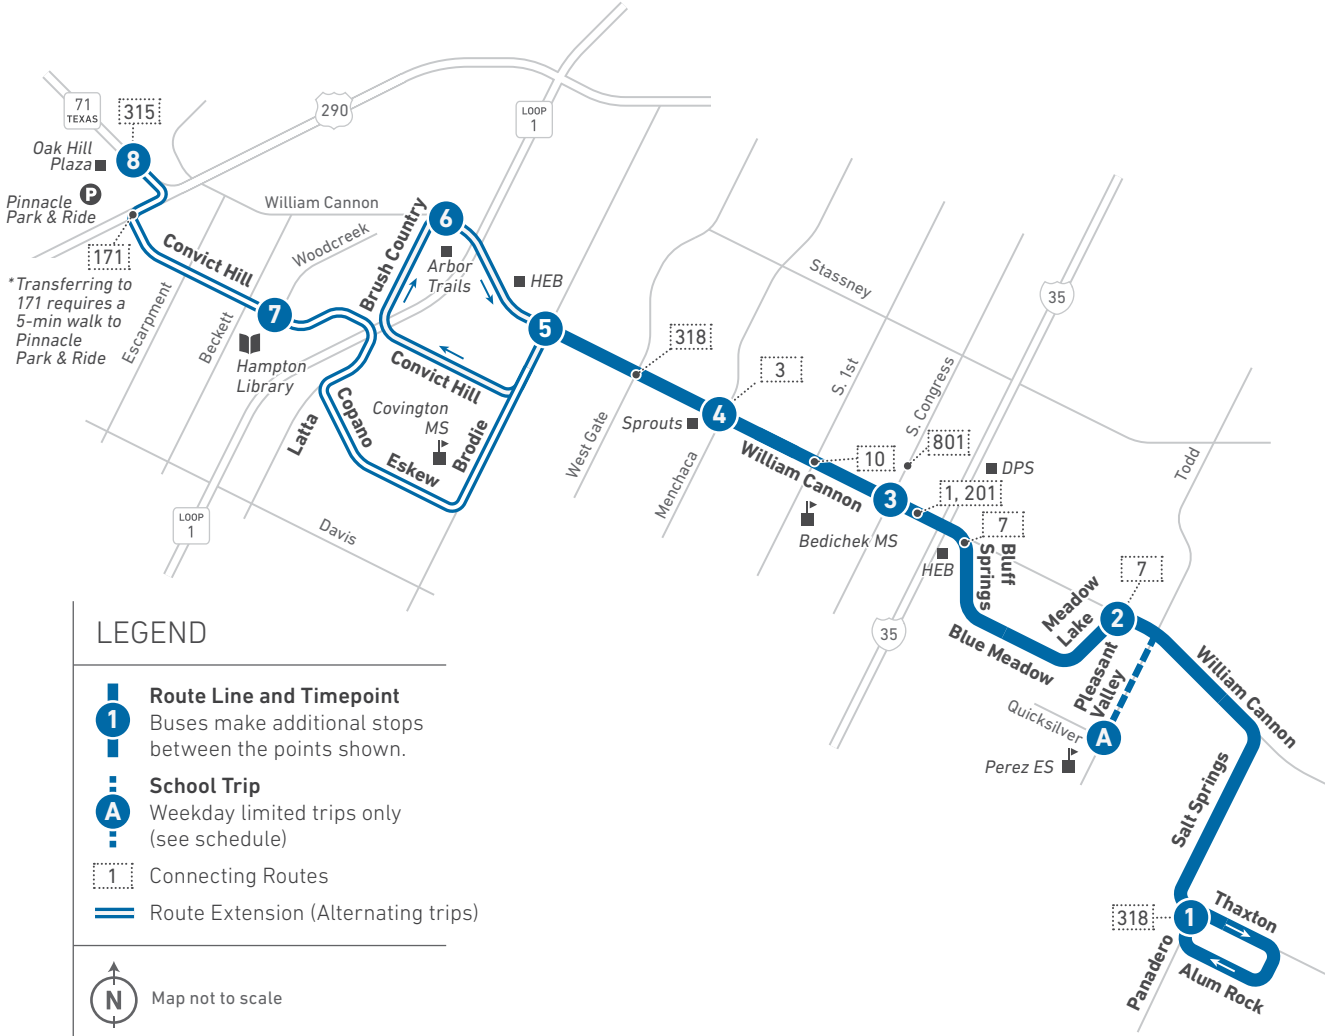 71
TEXAS
315
290
LOOP
1
Oak Hill
Plaza
8
P
Pinnacle
Park & Ride
171
*Transferring to
171 requires a
5-min walk to
Pinnacle
Park & Ride
William Cannon
Woodcreek
Convict Hill
Escarpment
Beckett
7
Hampton
Library
Brush Country
6
Arbor
Trails
HEB
5
Convict Hill
Covington
MS
Latta
Copano
Eskew
Brodie
LOOP
1
Davis
318
West Gate
Sprouts
4
3
Menchaca
William Cannon
Stassney
S. 1st
10
Bedichek MS
3
S. Congress
801
35
DPS
1, 201
7
HEB
Bluff
Springs
35
Blue Meadow
Meadow
Lake
7
2
Todd
Pleasant
Valley
Quicksilver
A
Perez ES
William Cannon
Salt Springs
318
1
Thaxton
Alum Rock
Panadero
LEGEND
1
Route Line and Timepoint
Buses make additional stops
between the points shown.
A
School Trip
Weekday limited trips only
(see schedule)
1
Connecting Routes
Route Extension (Alternating trips)
N
Map not to scale